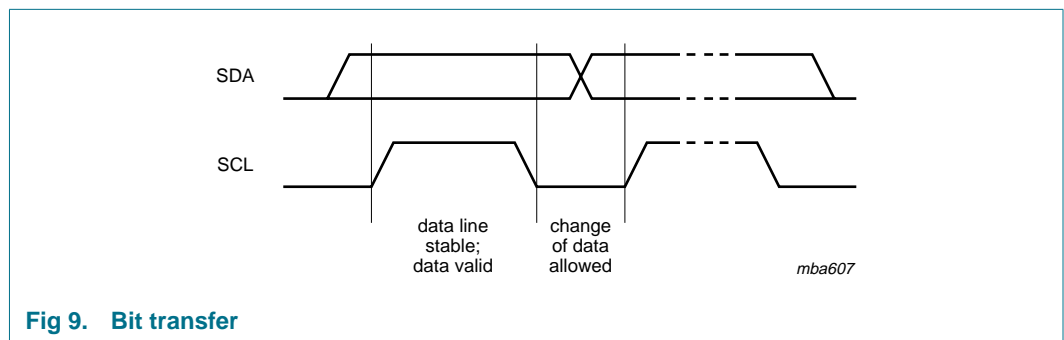 SDA
SCL
data line
stable;
data valid
change
of data
allowed
mba607
Fig 9. Bit transfer